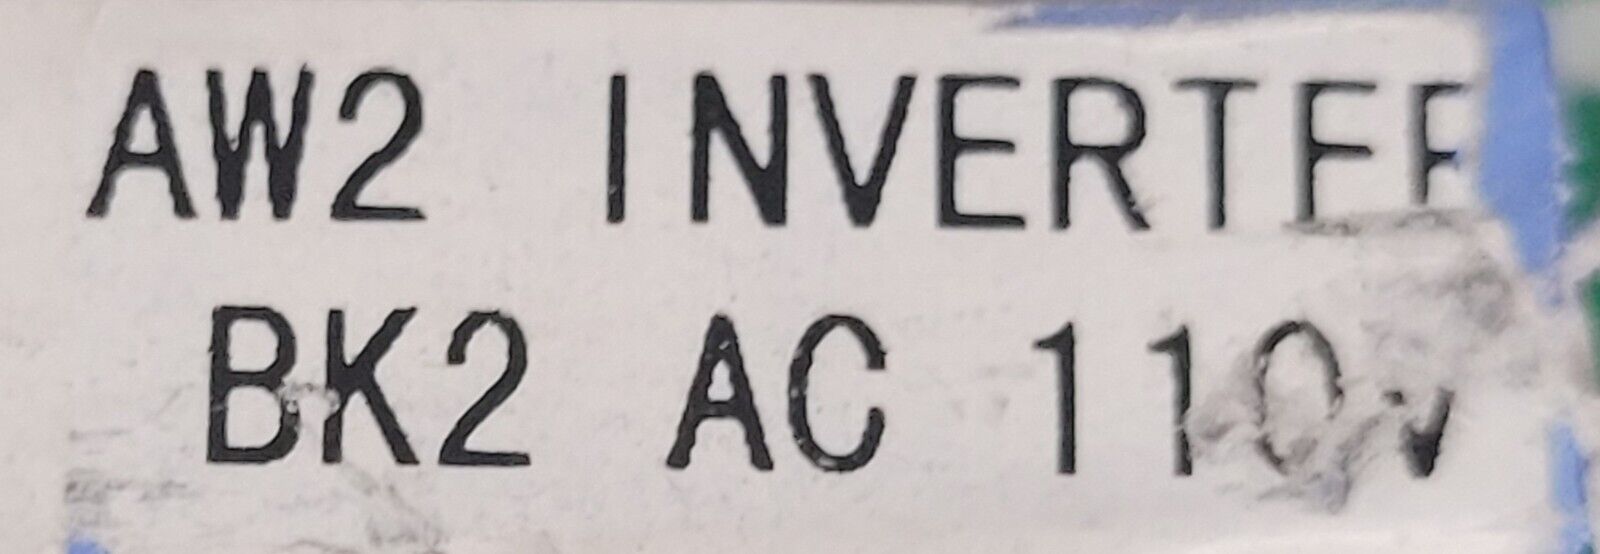 AW2 INVERTER
BK2 AC 110V